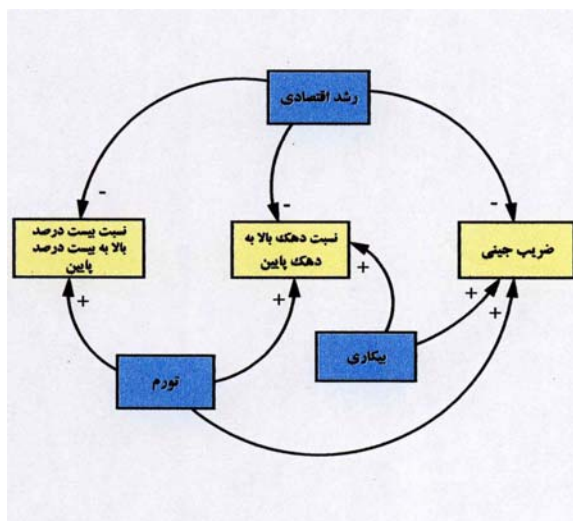 رشد اقتصادی
-
-
-
نسبت بیست درصد
بالا به بیست درصد
پایین
نسبت دهک بالا به
دهک پایین
ضریب جینی
+
+
+
+
+
بیکاری
تورم